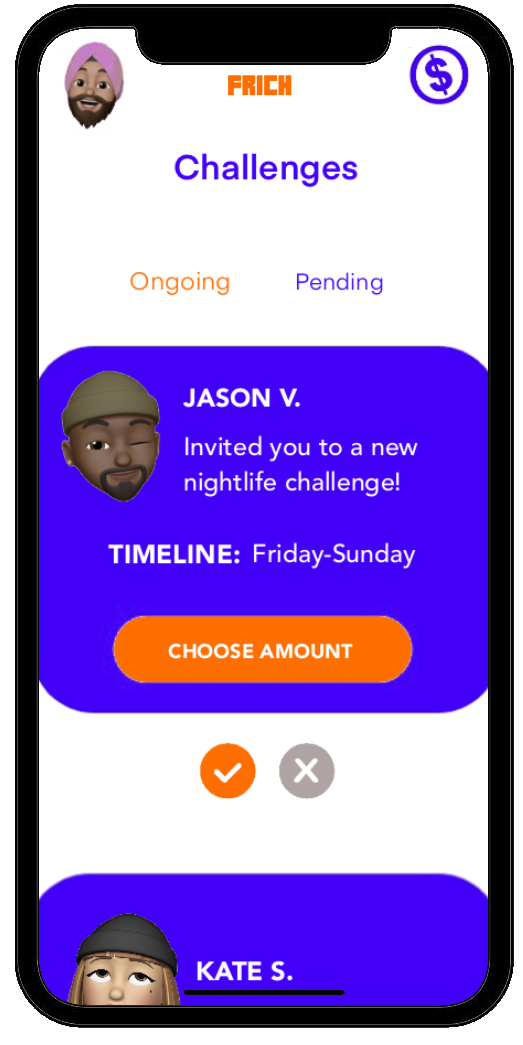 FRICH
$
Challenges
Ongoing Pending
JASON V.
Invited you to a new
nightlife challenge!
TIMELINE: Friday-Sunday
CHOOSE AMOUNT
KATE S.